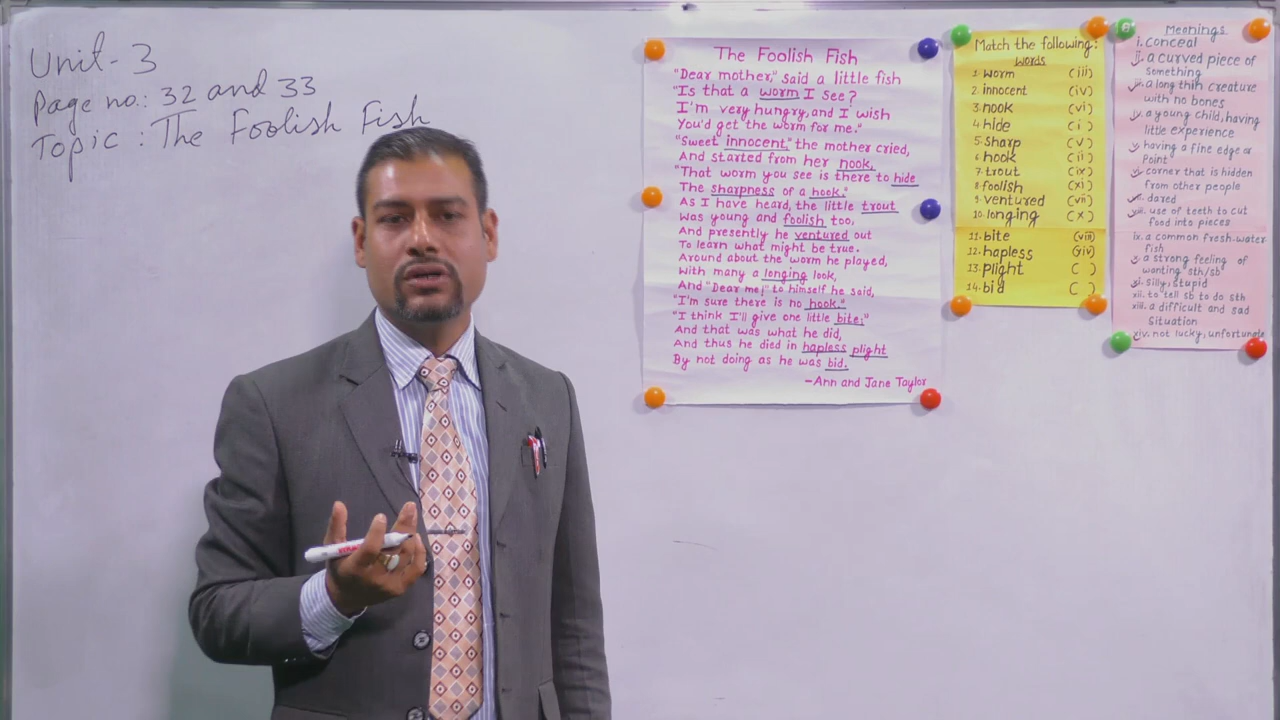 Unit-3
Page no.: 32 and 33
Topic : The Foolish Fish
The Foolish Fish
"Dear mother," said a little fish
"Is that a worm I see?
I'm very hungry, and I wish
You'd get the worm for me."
"Sweet innocent," the mother cried,
And started from her nook,
"That worm you see is there to hide
The sharpness of a hook."
As I have heard, the little trout
Was young and foolish too,
And presently he ventured out
To learn what might be true.
Around about the worm he played,
With many a longing look,
And "Dear me!" to himself he said,
"I'm sure there is no hook."
"I think I'll give one little bite;"
And that was what he did,
And thus he died in hapless plight
By not doing as he was bid.
-Ann and Jane Taylor
Match the following:
words
1. worm (iii)
2. innocent (iv)
3. nook (vi)
4. hide (i)
5. sharp (v)
6. hook (ii)
7. trout (ix)
8. foolish (xi)
9. ventured (vii)
10. longing (x)
11. bite (viii)
12. hapless (xiv)
13. plight ( )
14. bid ( )
Meanings
i. conceal
ii. a curved piece of
something
iii. a long thin creature
with no bones
iv. a young child, having
little experience
v. having a fine edge or
Point
vi. corner that is hidden
from other people
vii. dared
viii. use of teeth to cut
food into pieces
ix. a common fresh-water
fish
x. a strong feeling of
wanting sth/sb
xi. silly, stupid
xii. to tell sb to do sth
xiii. a difficult and sad
Situation
xiv. not lucky, unfortunate